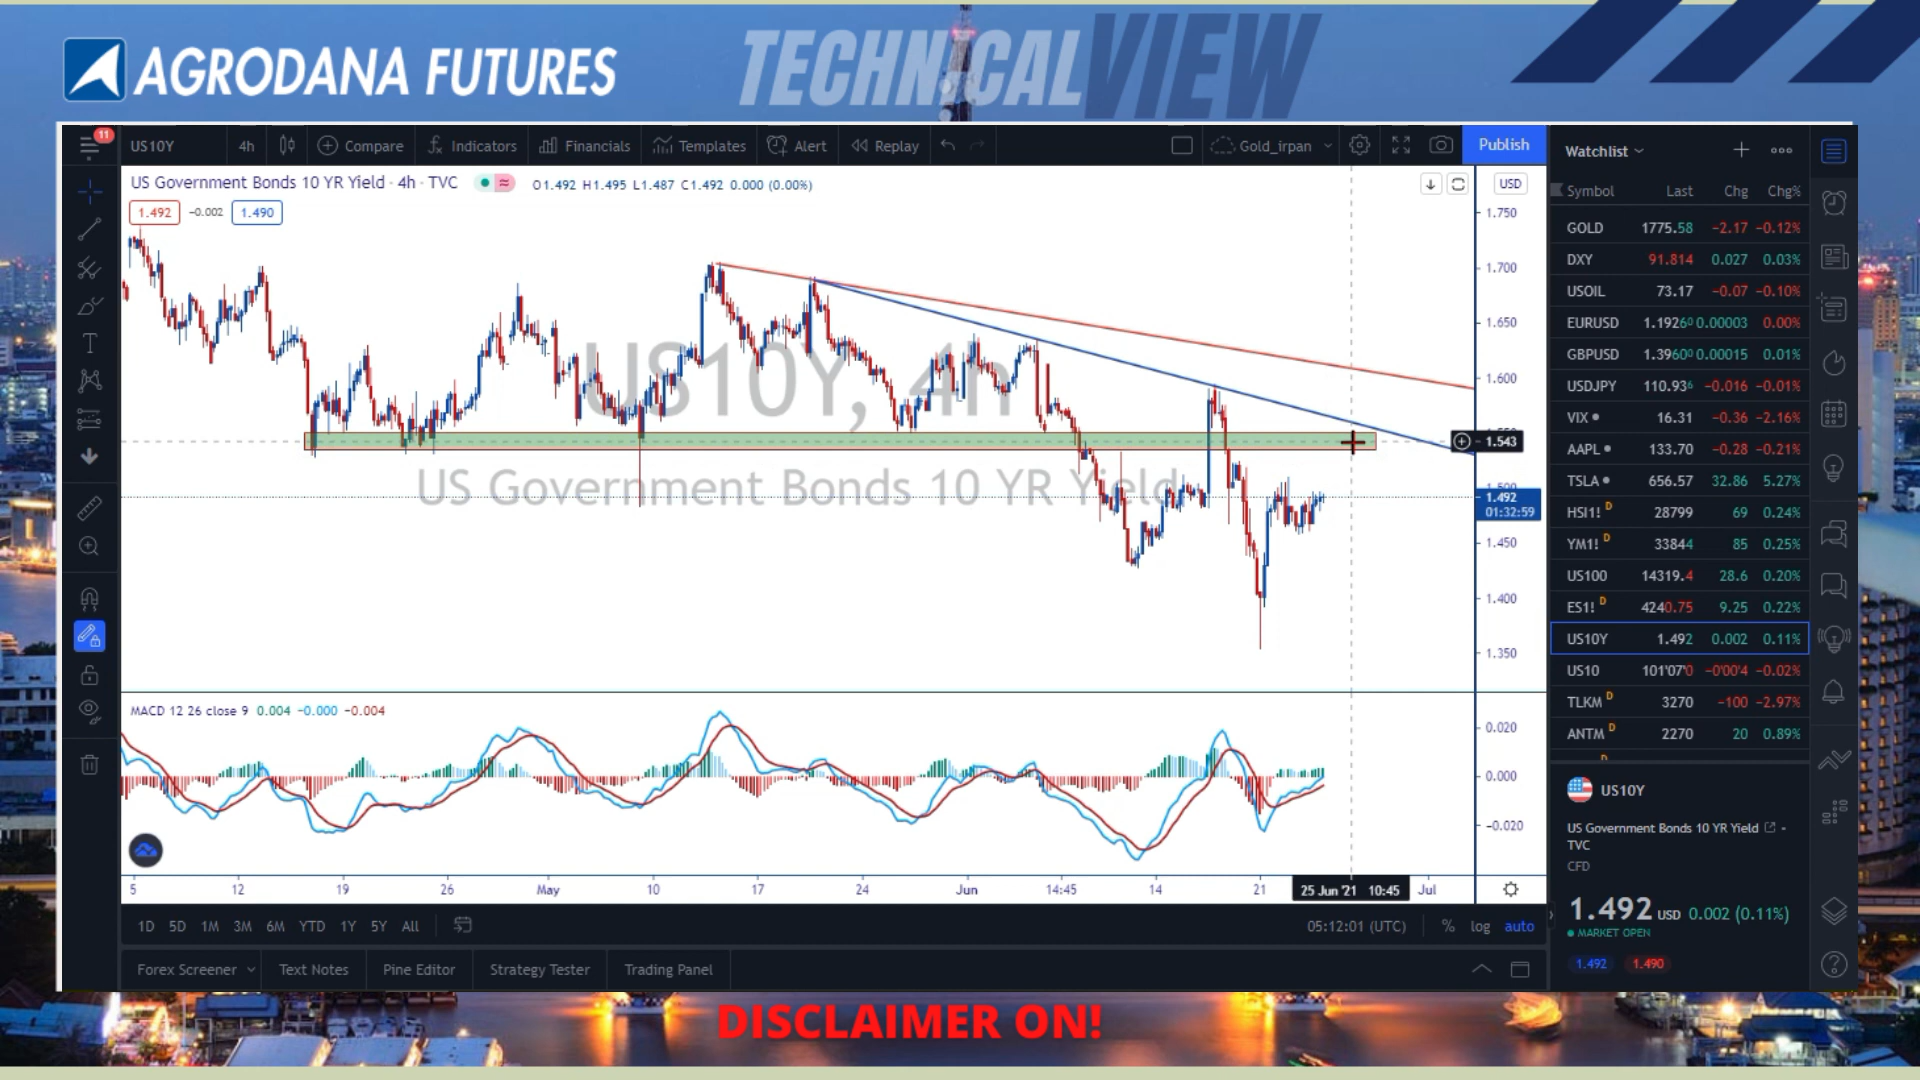 AGRODANA FUTURES
TECHNICAL VIEW
11
US10Y 4h Compare Indicators Financials Templates Alert Replay Gold_irpan Publish
US Government Bonds 10 YR Yield · 4h · TVC O1.492 H1.495 L1.487 C1.492 0.000 (0.00%)
1.492 −0.002 1.490
USD
1.750
1.700
1.650
1.600
1.543
1.492
01:32:59
1.450
1.400
1.350
US10Y, 4h
US Government Bonds 10 YR Yield
MACD 12 26 close 9 0.004 −0.000 −0.004
0.020
0.000
−0.020
5 12 19 26 May 10 17 24 Jun 14:45 14 21 25 Jun '21 10:45 Jul
1D 5D 1M 3M 6M YTD 1Y 5Y All 05:12:01 (UTC) % log auto
Forex Screener Text Notes Pine Editor Strategy Tester Trading Panel
Watchlist
Symbol Last Chg Chg%
GOLD 1775.58 −2.17 −0.12%
DXY 91.814 0.027 0.03%
USOIL 73.17 −0.07 −0.10%
EURUSD 1.19260 0.00003 0.00%
GBPUSD 1.39600 0.00015 0.01%
USDJPY 110.936 −0.016 −0.01%
VIX 16.31 −0.36 −2.16%
AAPL 133.70 −0.28 −0.21%
TSLA 656.57 32.86 5.27%
HSI1! D 28799 69 0.24%
YM1! D 33844 85 0.25%
US100 14319.4 28.6 0.20%
ES1! D 4240.75 9.25 0.22%
US10Y 1.492 0.002 0.11%
US10 101'07'0 −0'00'4 −0.02%
TLKM D 3270 −100 −2.97%
ANTM D 2270 20 0.89%
US10Y
US Government Bonds 10 YR Yield -
TVC
CFD
1.492 USD 0.002 (0.11%)
MARKET OPEN
1.492 1.490
DISCLAIMER ON!